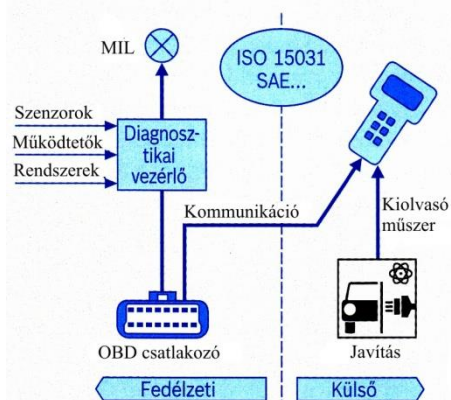 MIL
ISO 15031
SAE...
Szenzorok
Működtetők
Rendszerek
Diagnosz-
tikai
vezérlő
Kommunikáció
Kiolvasó
műszer
OBD csatlakozó
Javítás
Fedélzeti
Külső